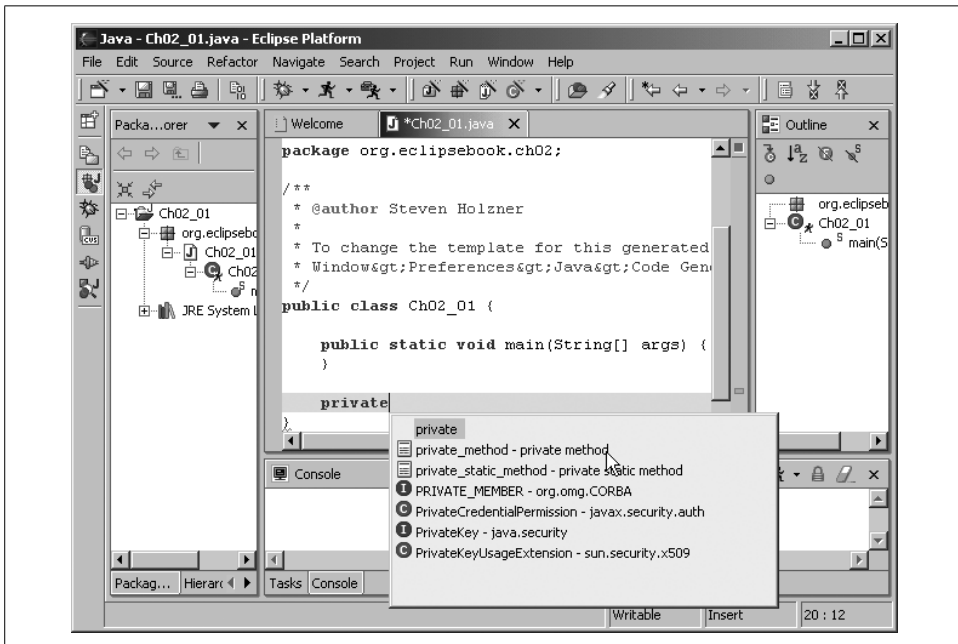 Java - Ch02_01.java - Eclipse Platform
File Edit Source Refactor Navigate Search Project Run Window Help
Packa...orer
Ch02_01
org.eclipsebo
Ch02_01
Ch02
JRE System
Packag... Hierarc
Welcome *Ch02_01.java
package org.eclipsebook.ch02;
/**
* @author Steven Holzner
*
* To change the template for this generated
* Window&gt;Preferences&gt;Java&gt;Code Gen
*/
public class Ch02_01 {
public static void main(String[] args) {
}
private
}
private
private_method - private method
private_static_method - private static method
PRIVATE_MEMBER - org.omg.CORBA
PrivateCredentialPermission - javax.security.auth
PrivateKey - java.security
PrivateKeyUsageExtension - sun.security.x509
Outline
org.eclipseb
Ch02_01
main(S
Console
Tasks Console
Writable Insert 20 : 12